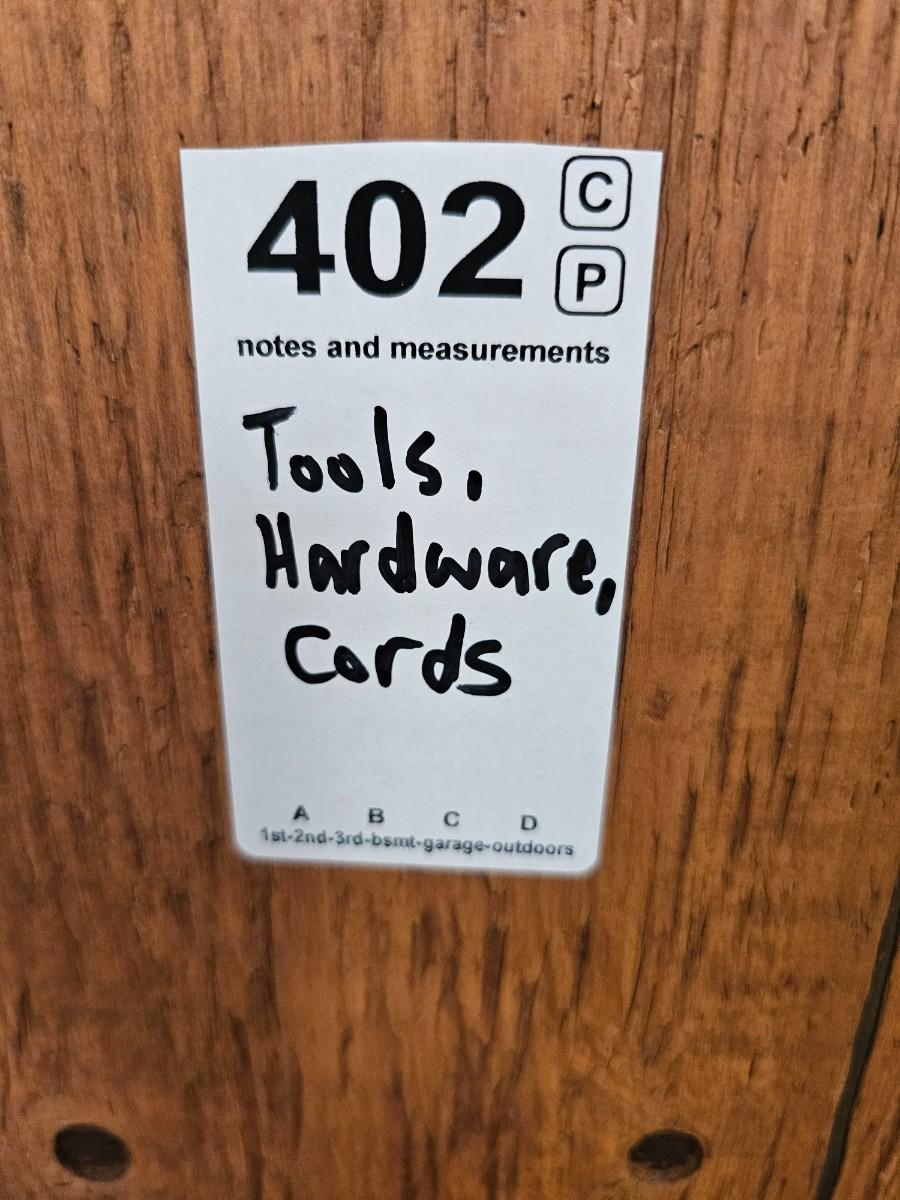 402 C
P
notes and measurements
Tools,
Hardware,
Cords
A B C D
1st-2nd-3rd-bsmt-garage-outdoors